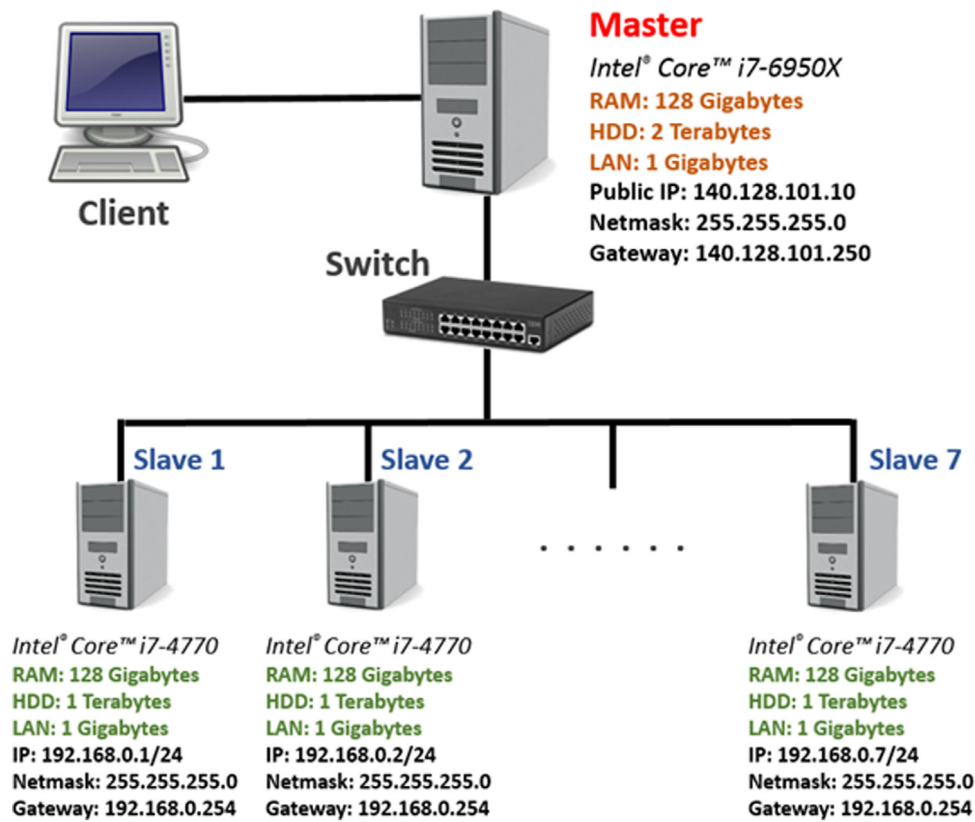 Master
Intel® Core™ i7-6950X
RAM: 128 Gigabytes
HDD: 2 Terabytes
LAN: 1 Gigabytes
Public IP: 140.128.101.10
Netmask: 255.255.255.0
Gateway: 140.128.101.250
Client
Switch
Slave 1
Slave 2
Slave 7
. . . . . .
Intel® Core™ i7-4770
RAM: 128 Gigabytes
HDD: 1 Terabytes
LAN: 1 Gigabytes
IP: 192.168.0.1/24
Netmask: 255.255.255.0
Gateway: 192.168.0.254
Intel® Core™ i7-4770
RAM: 128 Gigabytes
HDD: 1 Terabytes
LAN: 1 Gigabytes
IP: 192.168.0.2/24
Netmask: 255.255.255.0
Gateway: 192.168.0.254
Intel® Core™ i7-4770
RAM: 128 Gigabytes
HDD: 1 Terabytes
LAN: 1 Gigabytes
IP: 192.168.0.7/24
Netmask: 255.255.255.0
Gateway: 192.168.0.254